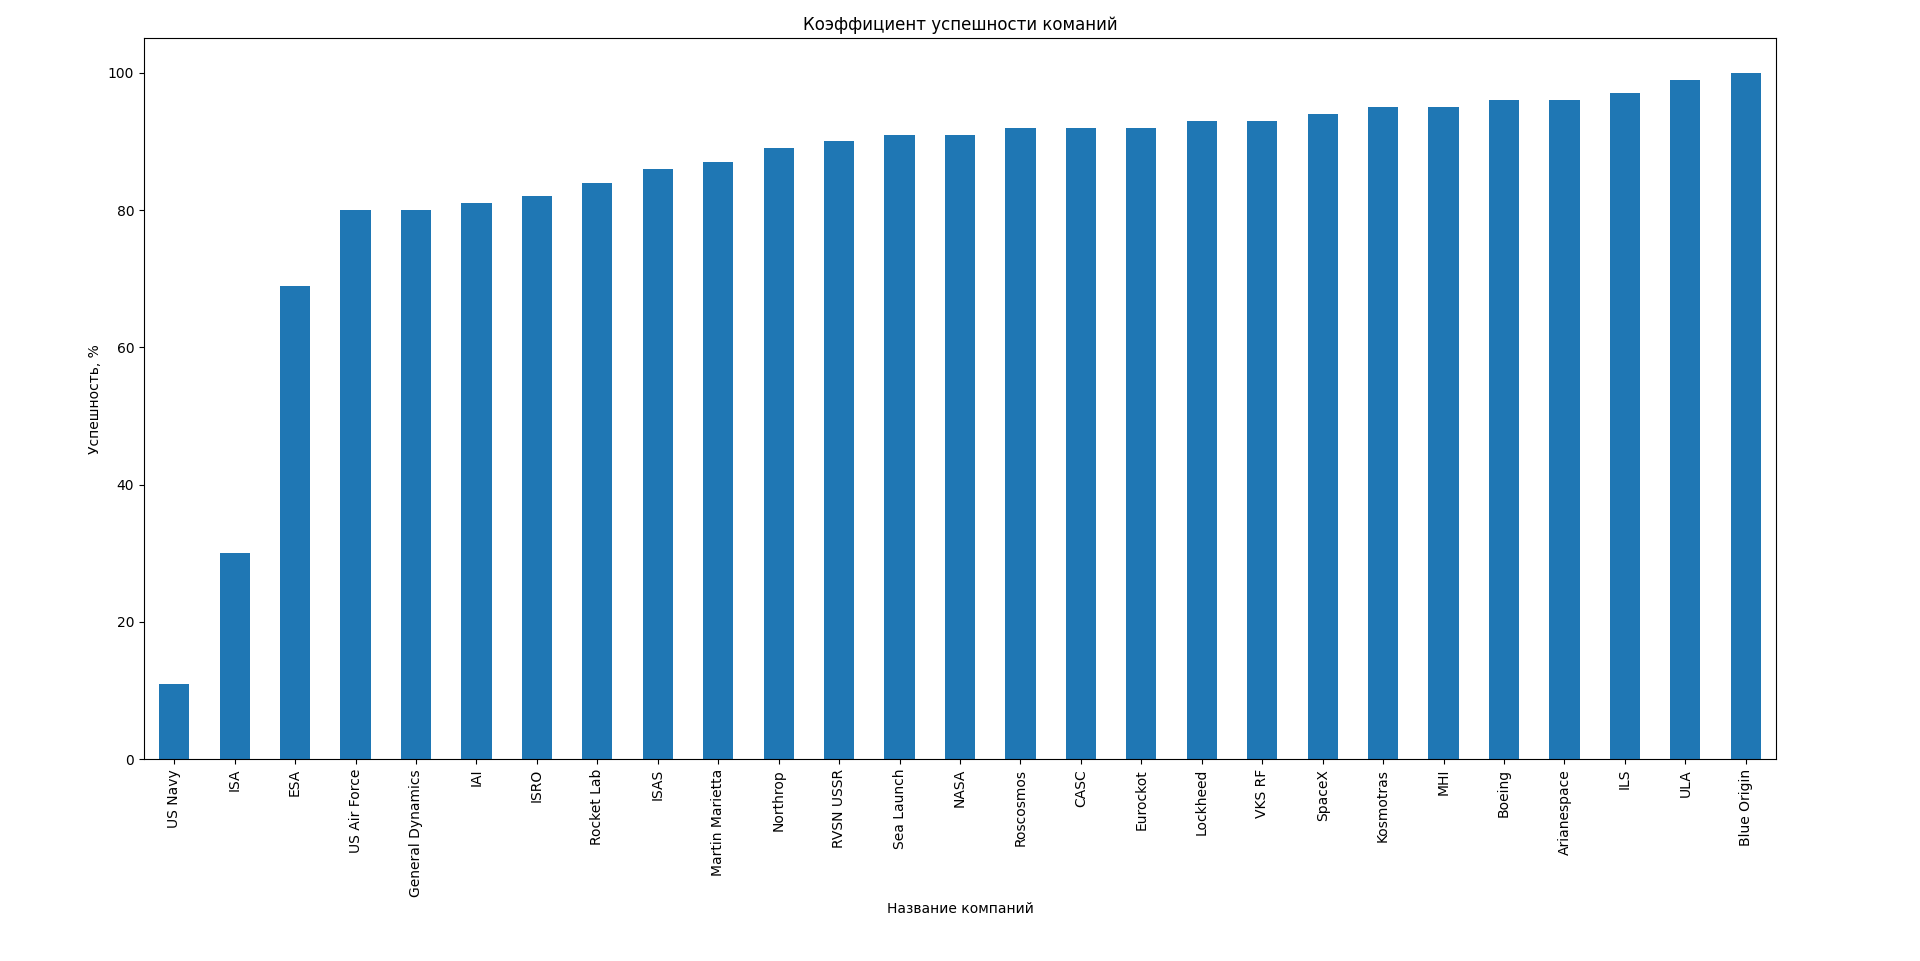 Коэффициент успешности команий
Успешность, %
100
80
60
40
20
0
US Navy
ISA
ESA
US Air Force
General Dynamics
IAI
ISRO
Rocket Lab
ISAS
Martin Marietta
Northrop
RVSN USSR
Sea Launch
NASA
Roscosmos
CASC
Eurockot
Lockheed
VKS RF
SpaceX
Kosmotras
MHI
Boeing
Arianespace
ILS
ULA
Blue Origin
Название компаний